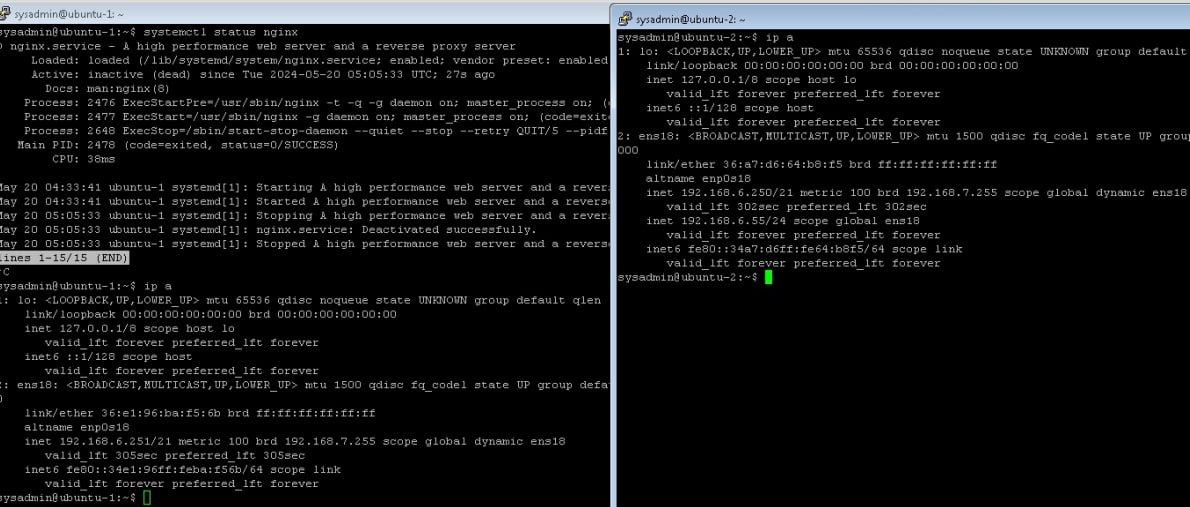 sysadmin@ubuntu-1: ~
sysadmin@ubuntu-1:~$ systemctl status nginx
nginx.service - A high performance web server and a reverse proxy server
Loaded: loaded (/lib/systemd/system/nginx.service; enabled; vendor preset: enabled
Active: inactive (dead) since Tue 2024-05-20 05:05:33 UTC; 27s ago
Docs: man:nginx(8)
Process: 2476 ExecStartPre=/usr/sbin/nginx -t -q -g daemon on; master_process on; (
Process: 2477 ExecStart=/usr/sbin/nginx -g daemon on; master_process on; (code=exit
Process: 2648 ExecStop=/sbin/start-stop-daemon --quiet --stop --retry QUIT/5 --pidf
Main PID: 2478 (code=exited, status=0/SUCCESS)
CPU: 38ms
May 20 04:33:41 ubuntu-1 systemd[1]: Starting A high performance web server and a rever
May 20 04:33:41 ubuntu-1 systemd[1]: Started A high performance web server and a reverse
May 20 05:05:33 ubuntu-1 systemd[1]: Stopping A high performance web server and a rever
May 20 05:05:33 ubuntu-1 systemd[1]: nginx.service: Deactivated successfully.
May 20 05:05:33 ubuntu-1 systemd[1]: Stopped A high performance web server and a reverse
lines 1-15/15 (END)
^C
sysadmin@ubuntu-1:~$ ip a
1: lo: <LOOPBACK,UP,LOWER_UP> mtu 65536 qdisc noqueue state UNKNOWN group default qlen
link/loopback 00:00:00:00:00:00 brd 00:00:00:00:00:00
inet 127.0.0.1/8 scope host lo
valid_lft forever preferred_lft forever
inet6 ::1/128 scope host
valid_lft forever preferred_lft forever
2: ens18: <BROADCAST,MULTICAST,UP,LOWER_UP> mtu 1500 qdisc fq_codel state UP group defa
0
link/ether 36:e1:96:ba:f5:6b brd ff:ff:ff:ff:ff:ff
altname enp0s18
inet 192.168.6.251/21 metric 100 brd 192.168.7.255 scope global dynamic ens18
valid_lft 305sec preferred_lft 305sec
inet6 fe80::34e1:96ff:feba:f56b/64 scope link
valid_lft forever preferred_lft forever
sysadmin@ubuntu-1:~$
sysadmin@ubuntu-2: ~
sysadmin@ubuntu-2:~$ ip a
1: lo: <LOOPBACK,UP,LOWER_UP> mtu 65536 qdisc noqueue state UNKNOWN group default
link/loopback 00:00:00:00:00:00 brd 00:00:00:00:00:00
inet 127.0.0.1/8 scope host lo
valid_lft forever preferred_lft forever
inet6 ::1/128 scope host
valid_lft forever preferred_lft forever
2: ens18: <BROADCAST,MULTICAST,UP,LOWER_UP> mtu 1500 qdisc fq_codel state UP group
000
link/ether 36:a7:d6:64:b8:f5 brd ff:ff:ff:ff:ff:ff
altname enp0s18
inet 192.168.6.250/21 metric 100 brd 192.168.7.255 scope global dynamic ens18
valid_lft 302sec preferred_lft 302sec
inet 192.168.6.55/24 scope global ens18
valid_lft forever preferred_lft forever
inet6 fe80::34a7:d6ff:fe64:b8f5/64 scope link
valid_lft forever preferred_lft forever
sysadmin@ubuntu-2:~$